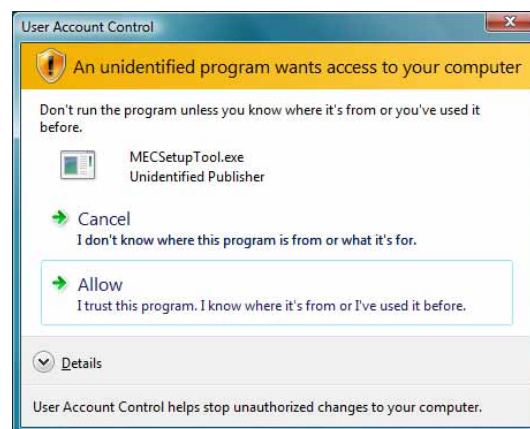 User Account Control
An unidentified program wants access to your computer
Don't run the program unless you know where it's from or you've used it
before.
MECSetupTool.exe
Unidentified Publisher
Cancel
I don't know where this program is from or what it's for.
Allow
I trust this program. I know where it's from or I've used it before.
Details
User Account Control helps stop unauthorized changes to your computer.